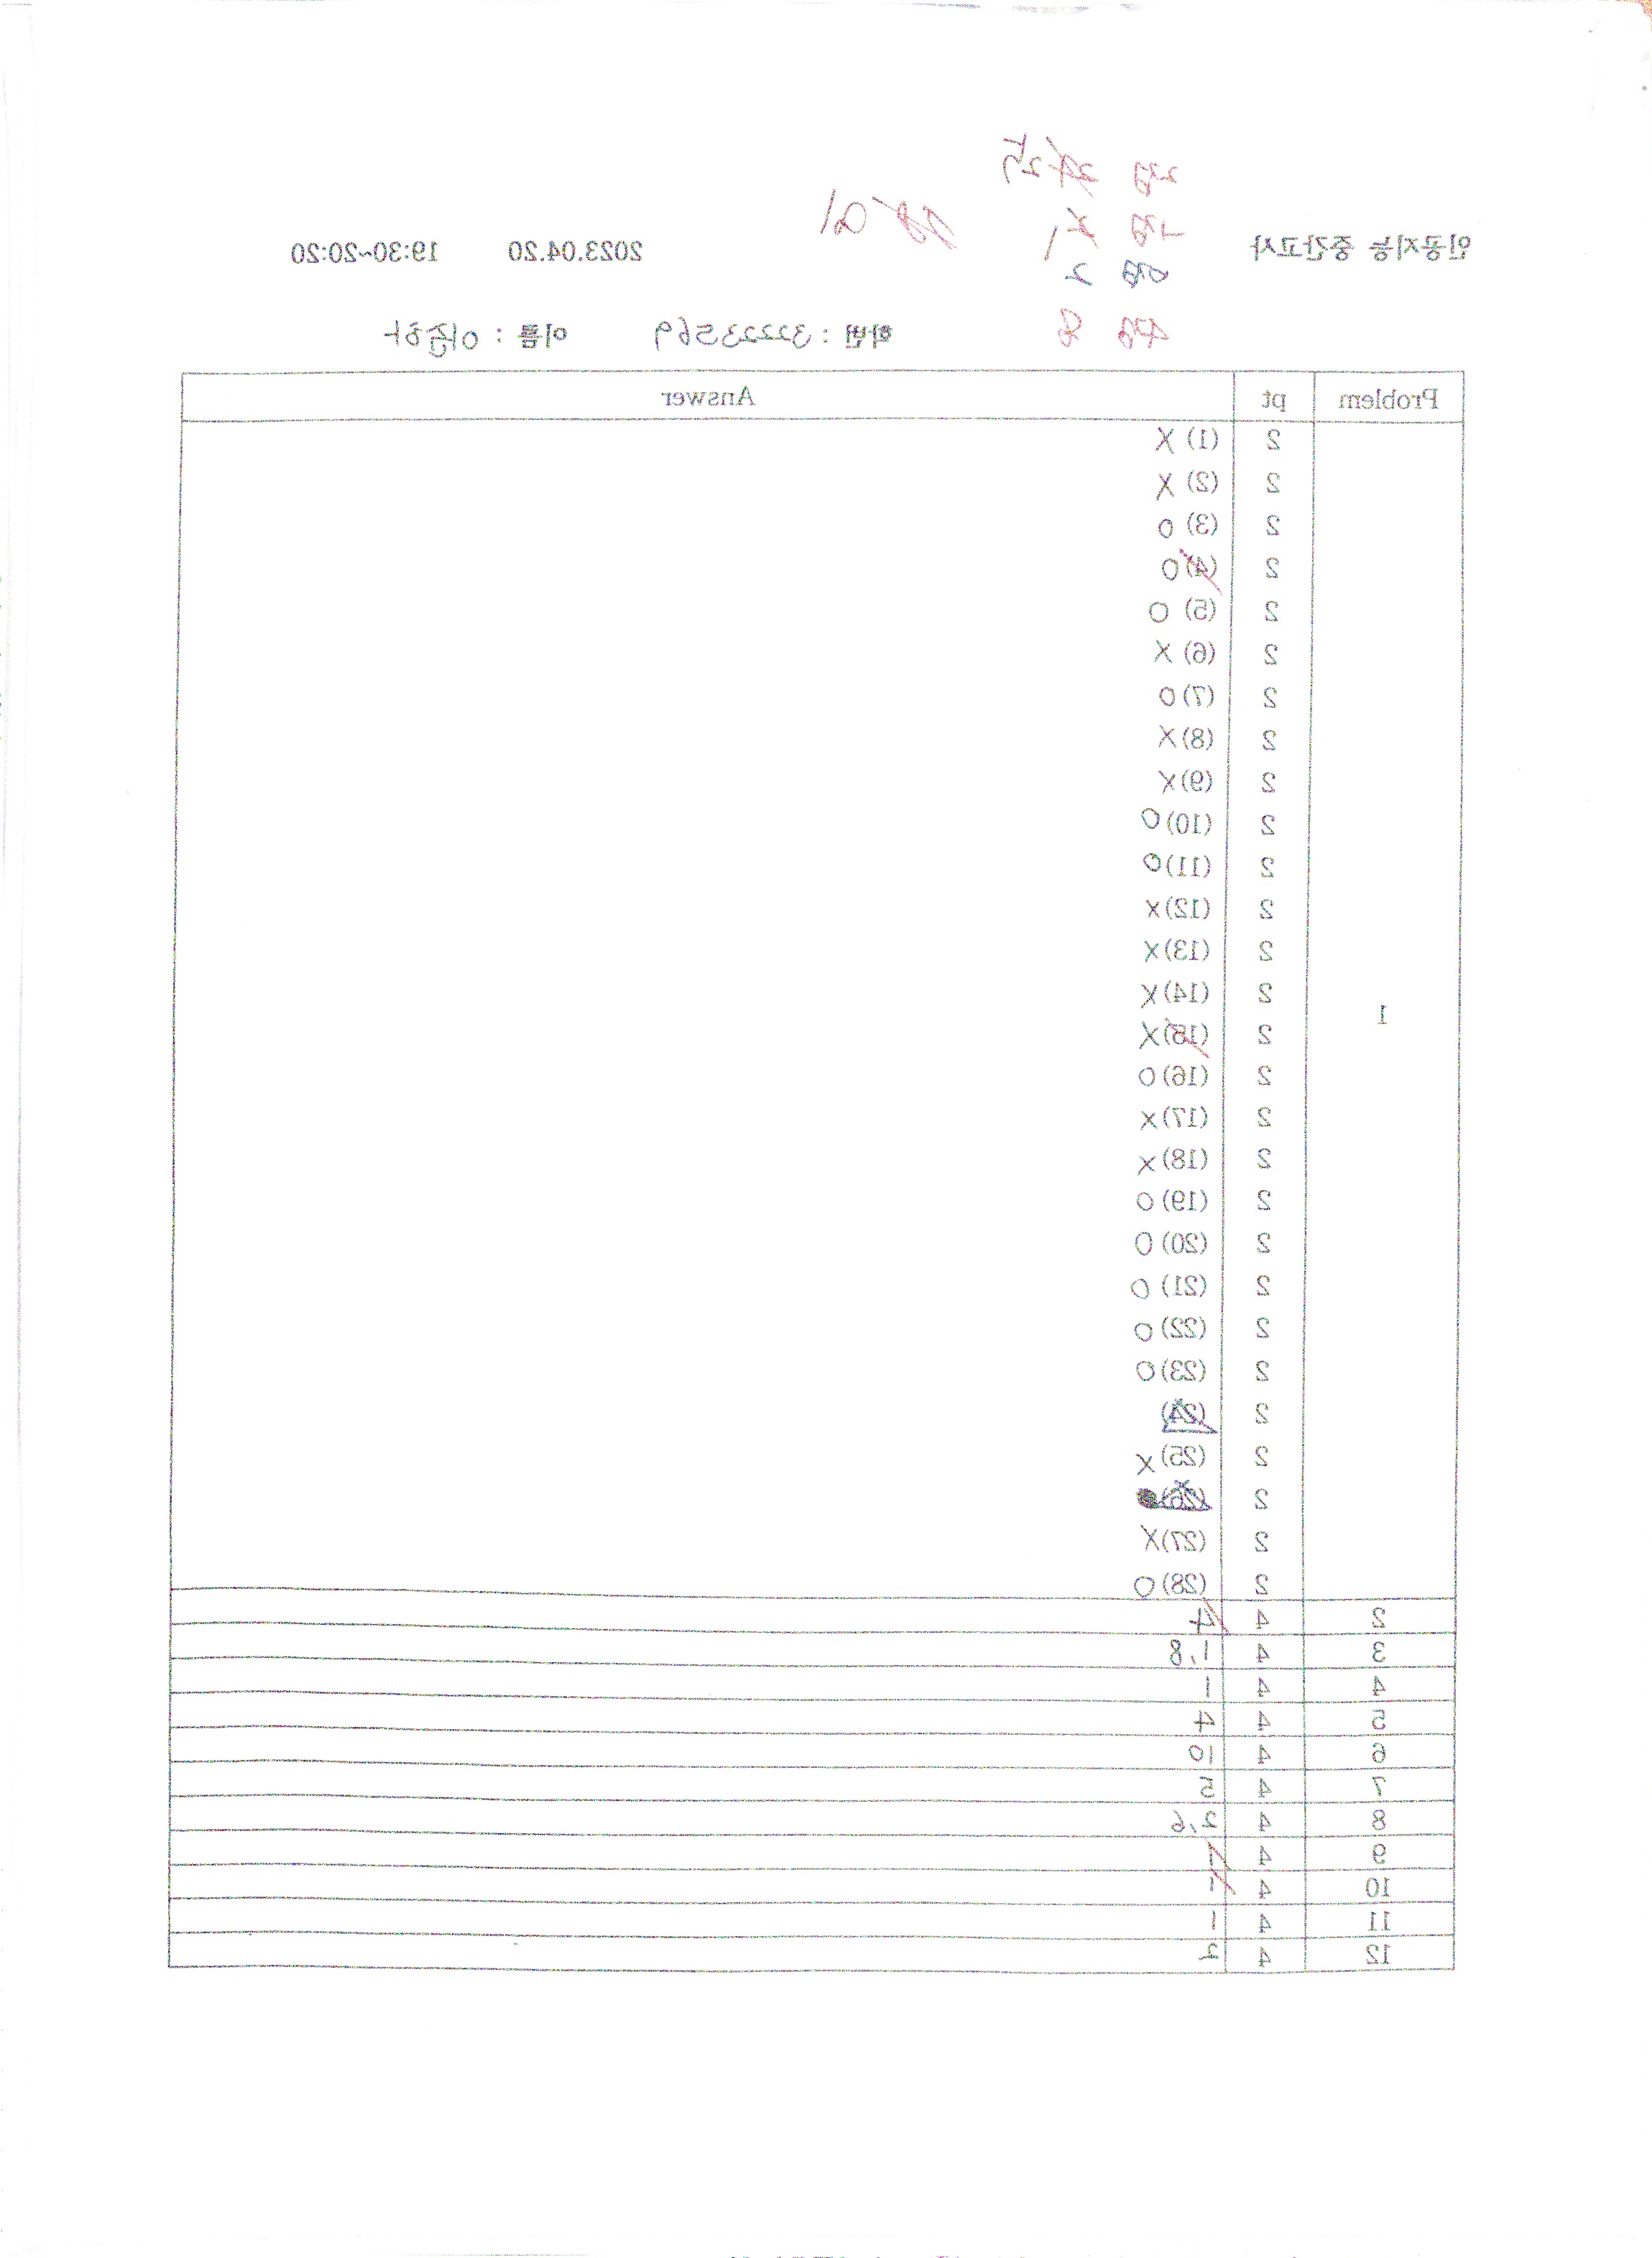 인공지능 중간고사 2023.04.20 19:30~20:20
학번 : 32223569 이름 : 이준하
Problem pt Answer
1
2 (1) X
2 (2) X
2 (3) O
2 (4) O
2 (5) O
2 (6) X
2 (7) O
2 (8) X
2 (9) X
2 (10) O
2 (11) O
2 (12) X
2 (13) X
2 (14) X
2 (15) X
2 (16) O
2 (17) X
2 (18) X
2 (19) O
2 (20) O
2 (21) O
2 (22) O
2 (23) O
2 (24)
2 (25) X
2 (26)
2 (27) X
2 (28) O
2 4 4
3 4 1,8
4 4 1
5 4 4
6 4 10
7 4 5
8 4 2,6
9 4 1
10 4 1
11 4 1
12 4 2